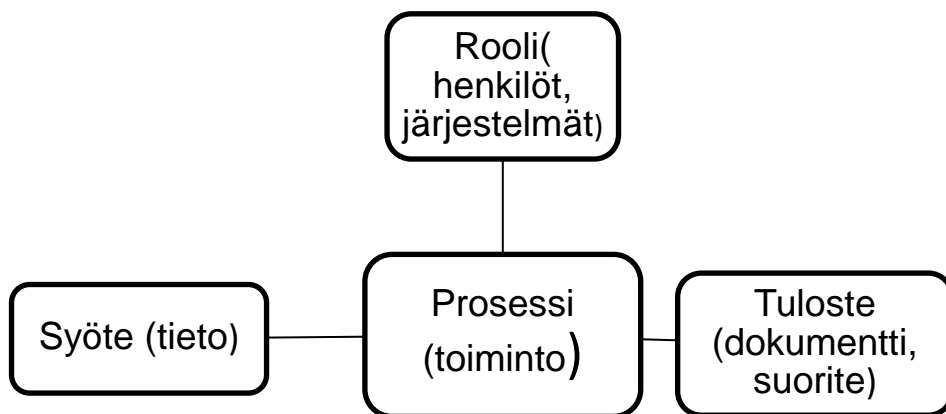 Rooli(
henkilöt,
järjestelmät)
Syöte (tieto)
Prosessi
(toiminto)
Tuloste
(dokumentti,
suorite)